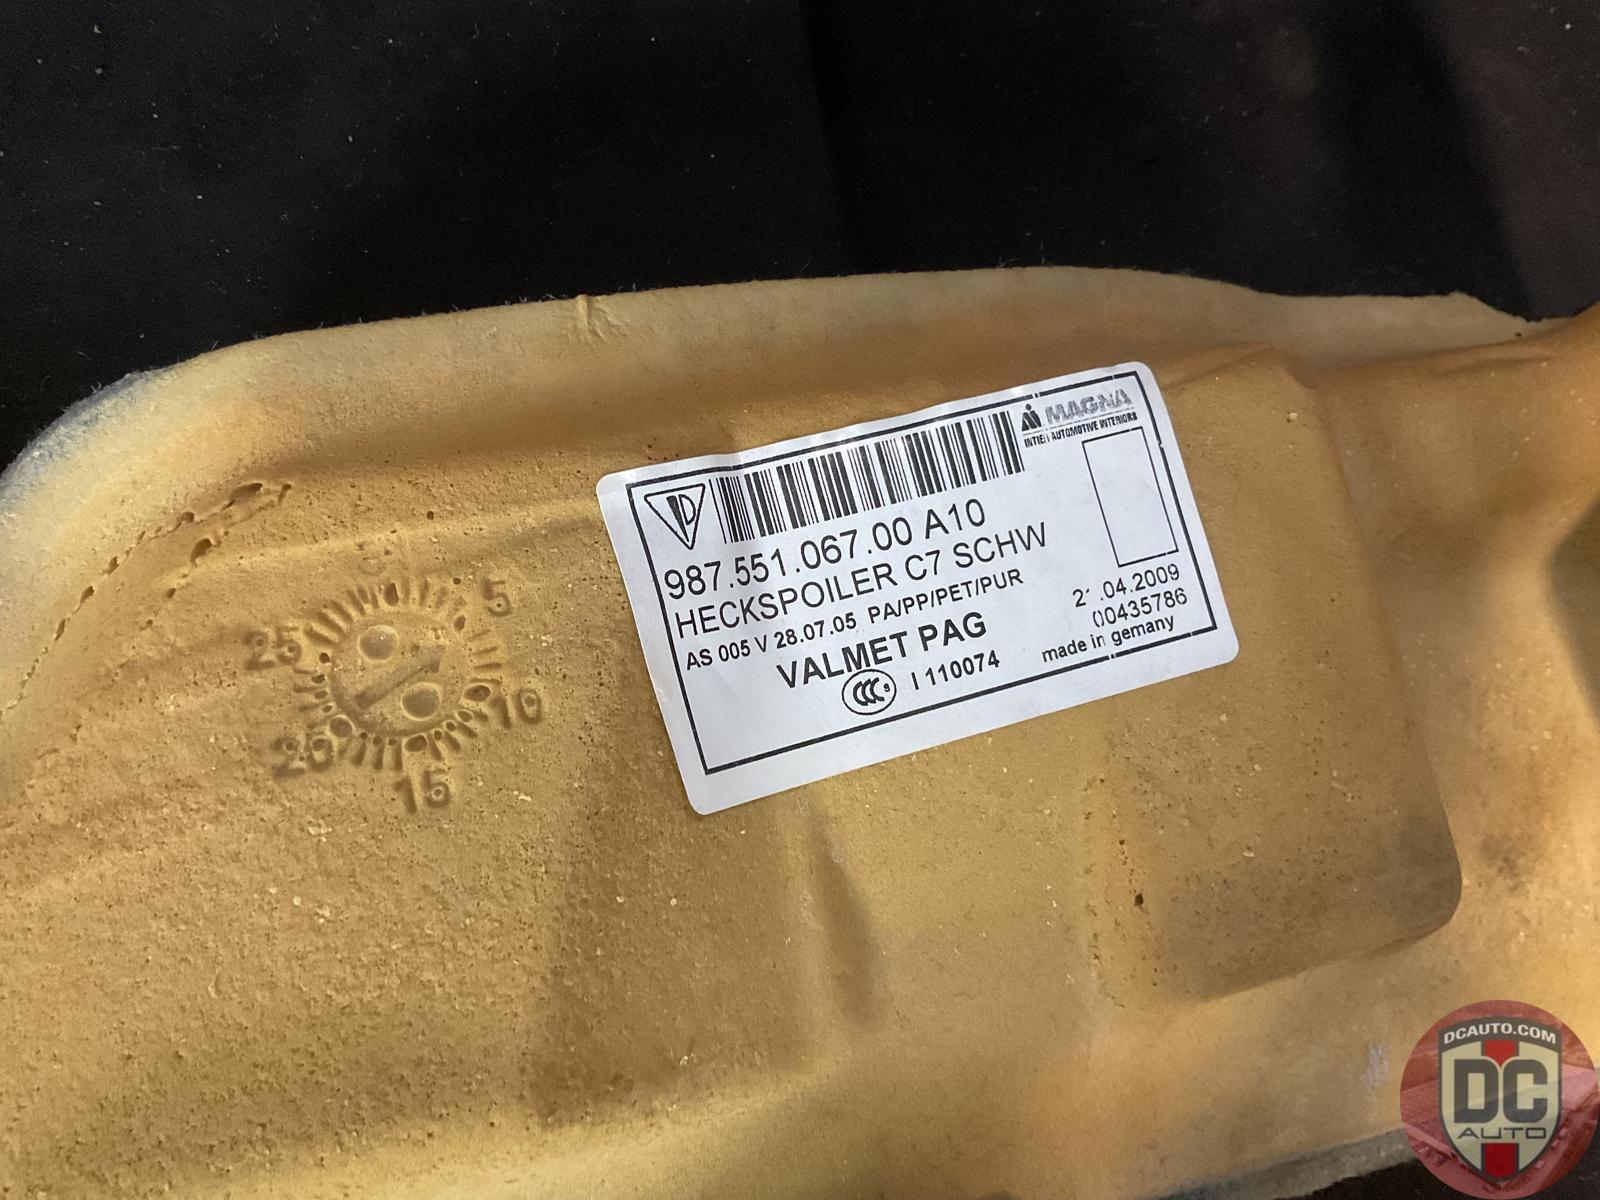 MAGNA
INTIER AUTOMOTIVE INTERIORS
987.551.067.00 A10
HECKSPOILER C7 SCHW
AS 005 V 28.07.05 PA/PP/PET/PUR
.04.2009
00435786
VALMET PAG
made in gemany
CCC S I 110074
5
25
10
20
15
DCAUTO.COM
DC
AUTO